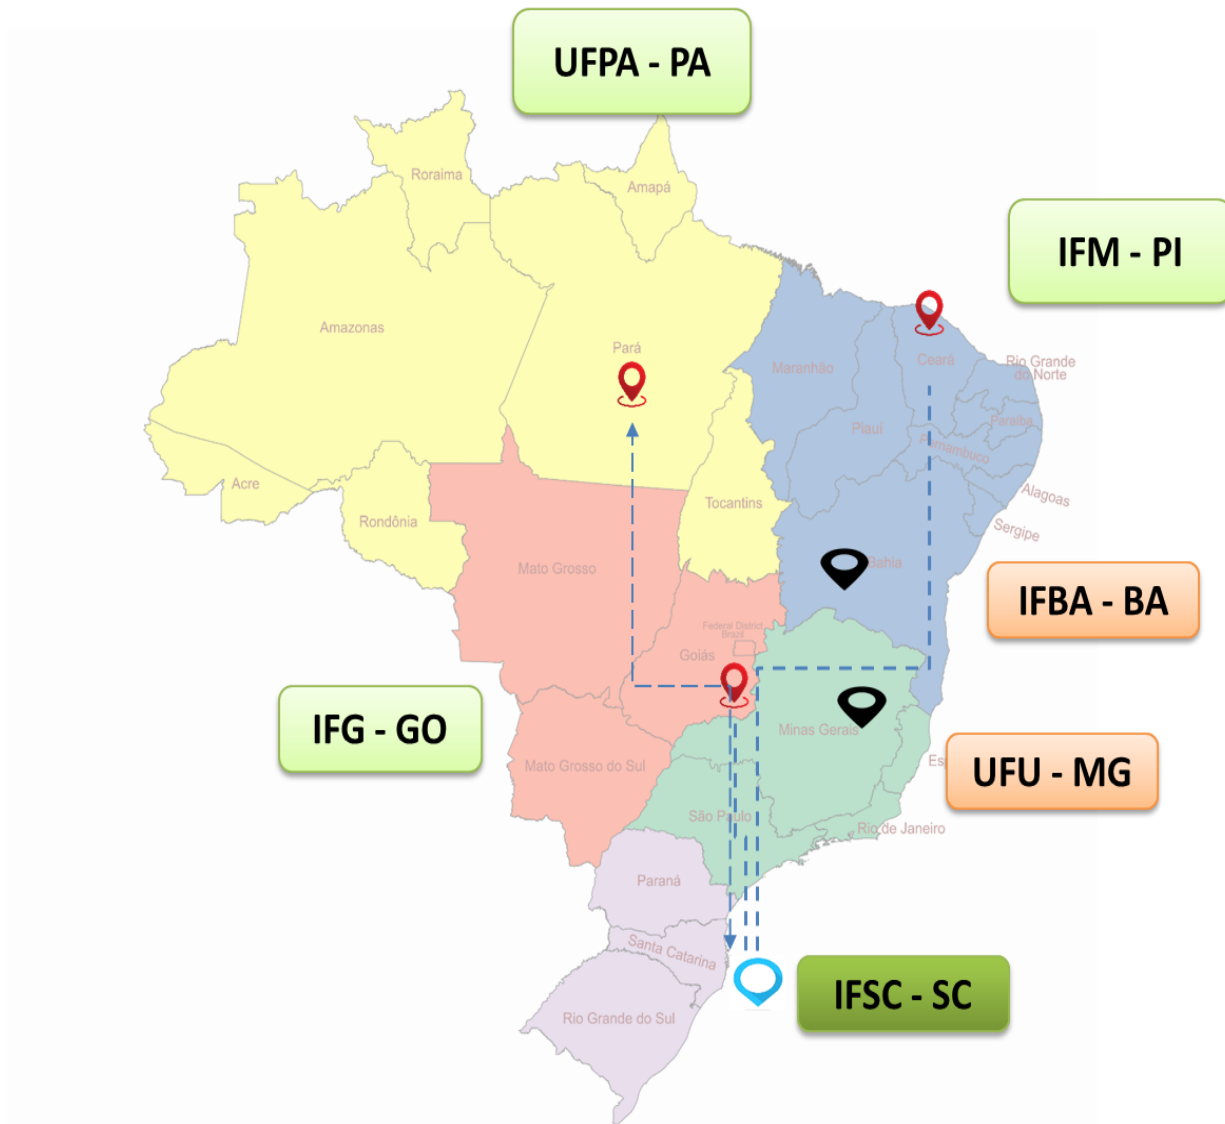 UFPA - PA
Roraima
Amapá
IFM - PI
Amazonas
Pará
Maranhão
Ceará
Rio Grande
do Norte
Paraíba
Piauí
Pernambuco
Acre
Rondônia
Tocantins
Alagoas
Sergipe
Mato Grosso
Bahia
IFBA - BA
Federal District
Brazil
Goiás
IFG - GO
Minas Gerais
Mato Grosso do Sul
Es
UFU - MG
São Paulo
Rio de Janeiro
Paraná
Santa Catarina
IFSC - SC
Rio Grande do Sul